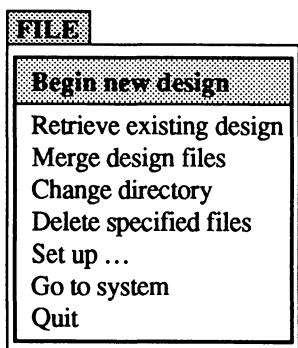 FILE
Begin new design
Retrieve existing design
Merge design files
Change directory
Delete specified files
Set up ...
Go to system
Quit